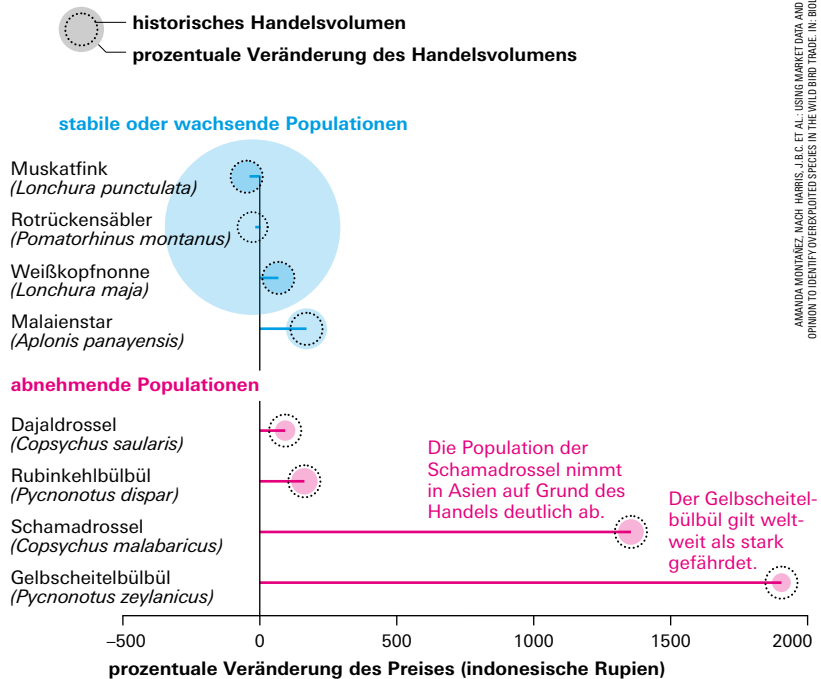 historisches Handelsvolumen
prozentuale Veränderung des Handelsvolumens
stabile oder wachsende Populationen
Muskatfink
(Lonchura punctulata)
Rotrückensäbler
(Pomatorhinus montanus)
Weißkopfnonne
(Lonchura maja)
Malaienstar
(Aplonis panayensis)
abnehmende Populationen
Dajaldrossel
(Copsychus saularis)
Rubinkehlbülbül
(Pycnonotus dispar)
Schamadrossel
(Copsychus malabaricus)
Gelbscheitelbülbül
(Pycnonotus zeylanicus)
Die Population der
Schamadrossel nimmt
in Asien auf Grund des
Handels deutlich ab.
Der Gelbscheitel-
bülbül gilt welt-
weit als stark
gefährdet.
–500 0 500 1000 1500 2000
prozentuale Veränderung des Preises (indonesische Rupien)
AMANDA MONTAÑEZ, NACH HARRIS, J.B.C. ET AL.: USING MARKET DATA AND
OPINION TO IDENTIFY OVEREXPLOITED SPECIES IN THE WILD BIRD TRADE. IN: